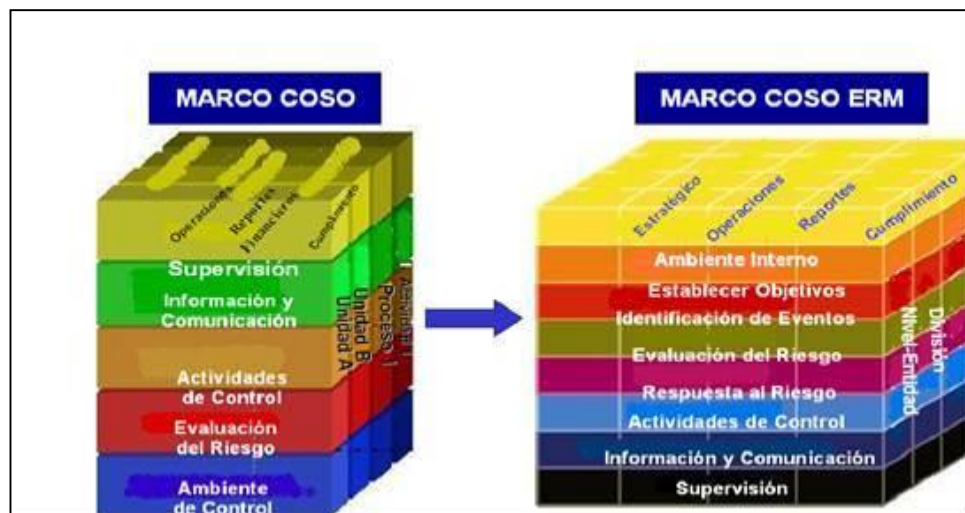 MARCO COSO
MARCO COSO ERM
Operaciones
Reportes
Financieros
Cumplimiento
Supervisión
Información y
Comunicación
Actividades
de Control
Evaluación
del Riesgo
Ambiente
de Control
Unidad A
Unidad B
Proceso 1
Estratégico
Operaciones
Reportes
Cumplimiento
Ambiente Interno
Establecer Objetivos
Identificación de Eventos
Evaluación del Riesgo
Respuesta al Riesgo
Actividades de Control
Información y Comunicación
Supervisión
Nivel-Entidad
División